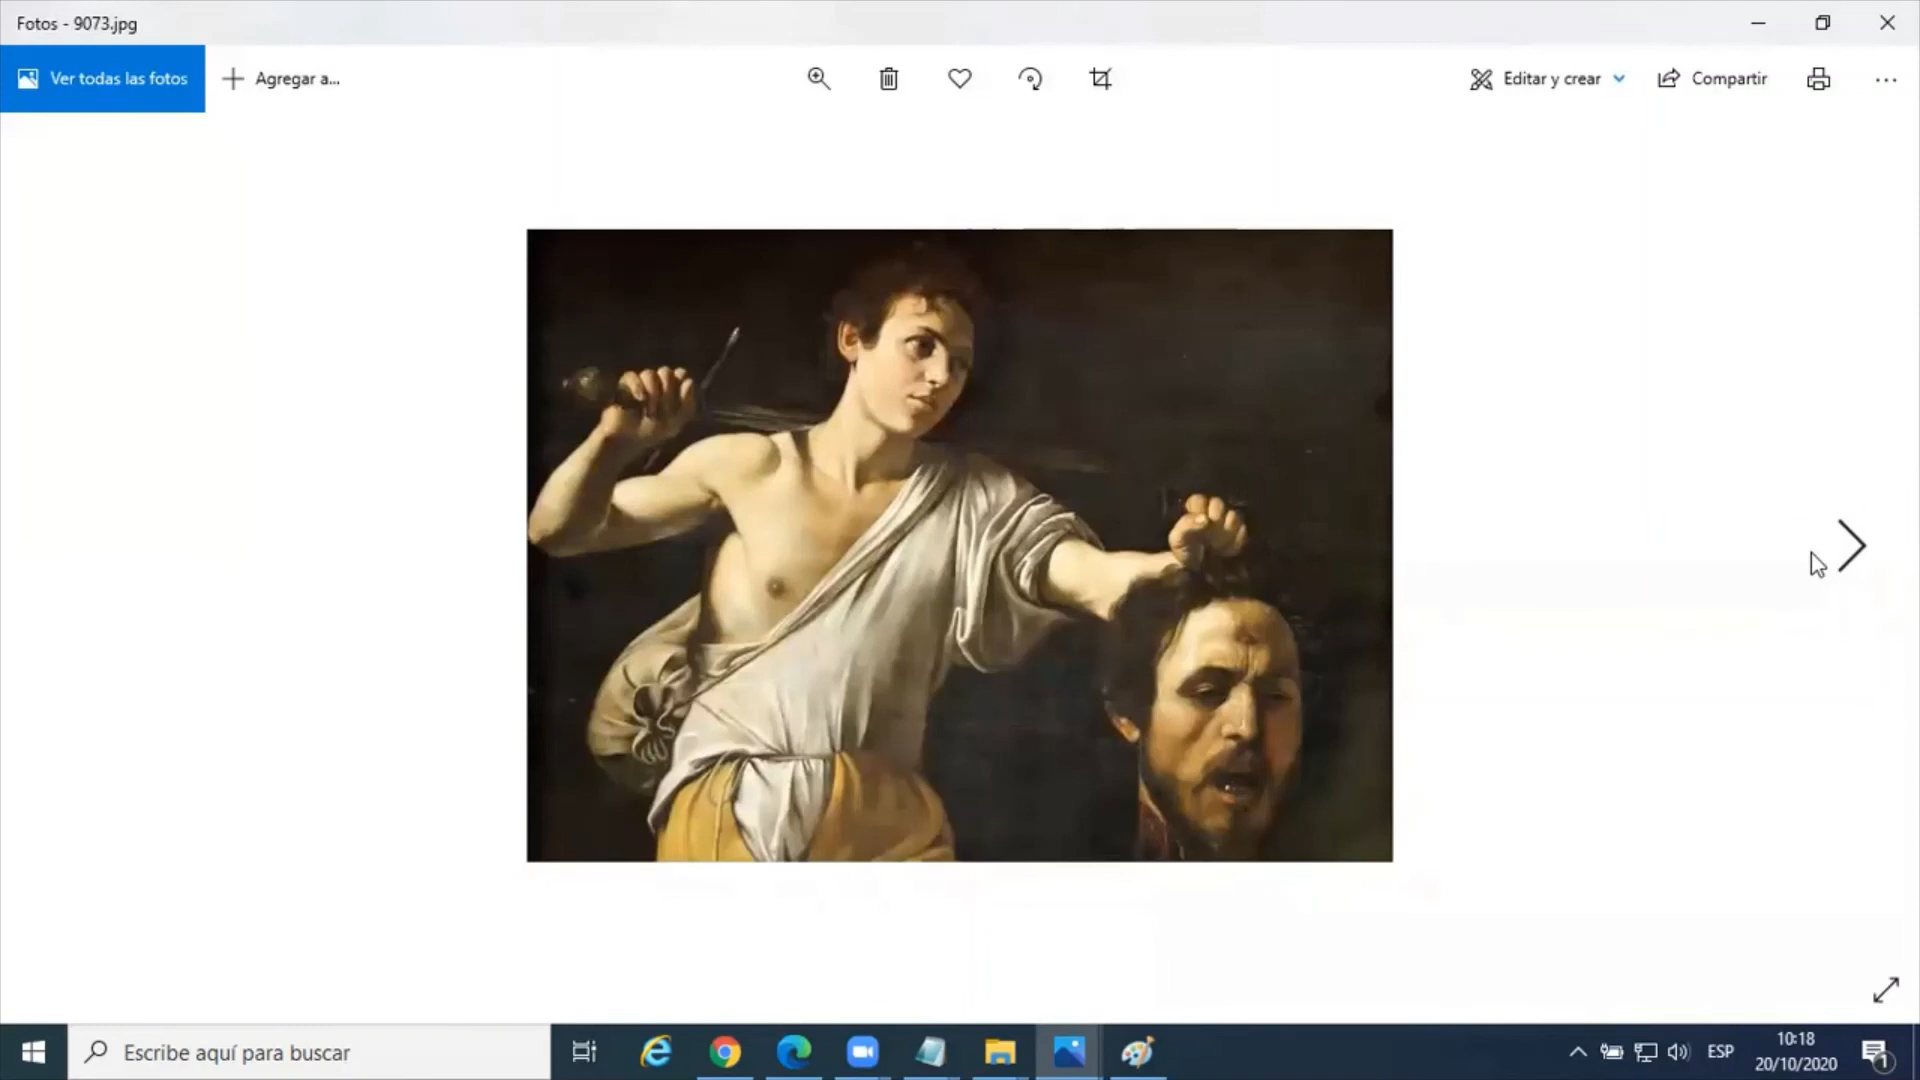 Fotos - 9073.jpg
Ver todas las fotos
Agregar a...
Editar y crear
Compartir
Escribe aquí para buscar
ESP
10:18
20/10/2020
1